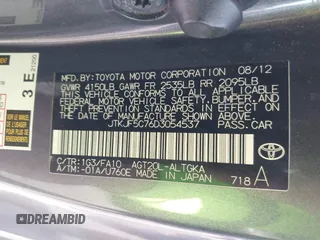 MFD. BY: TOYOTA MOTOR CORPORATION 08/12
GVWR 4150LB GAWR FR 2535LB RR 2095LB
THIS VEHICLE CONFORMS TO ALL APPLICABLE
FEDERAL MOTOR VEHICLE SAFETY, BUMPER, AND
THEFT PREVENTION STANDARDS IN EFFECT ON
THE DATE OF MANUFACTURE SHOWN ABOVE.
JTKJF5C76D3054537 PASS.CAR
C/TR:1G3/FA10 AGT20L-ALTGKA
A/TM:-01A/U760E MADE IN JAPAN 718 A
TOYOTA
3 E